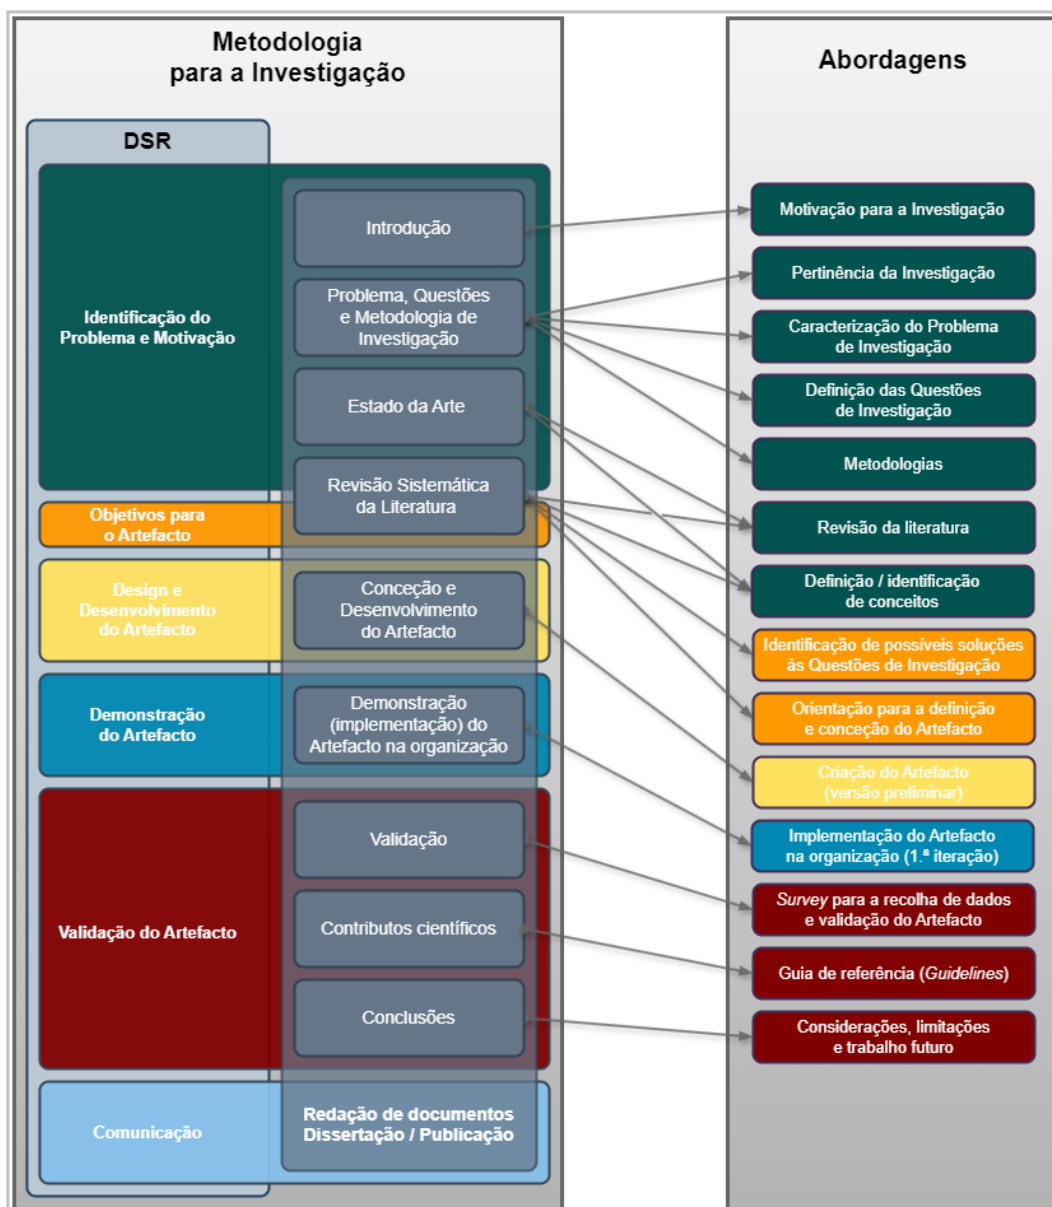 Metodologia
para a Investigação
DSR
Identificação do
Problema e Motivação
Introdução
Problema, Questões
e Metodologia de
Investigação
Estado da Arte
Revisão Sistemática
da Literatura
Objetivos para
o Artefacto
Design e
Desenvolvimento
do Artefacto
Conceção e
Desenvolvimento
do Artefacto
Demonstração
do Artefacto
Demonstração
(implementação) do
Artefacto na organização
Validação do Artefacto
Validação
Contributos científicos
Conclusões
Comunicação
Redação de documentos
Dissertação / Publicação
Abordagens
Motivação para a Investigação
Pertinência da Investigação
Caracterização do Problema
de Investigação
Definição das Questões
de Investigação
Metodologias
Revisão da literatura
Definição / identificação
de conceitos
Identificação de possíveis soluções
às Questões de Investigação
Orientação para a definição
e conceção do Artefacto
Criação do Artefacto
(versão preliminar)
Implementação do Artefacto
na organização (1.ª iteração)
Survey para a recolha de dados
e validação do Artefacto
Guia de referência (Guidelines)
Considerações, limitações
e trabalho futuro